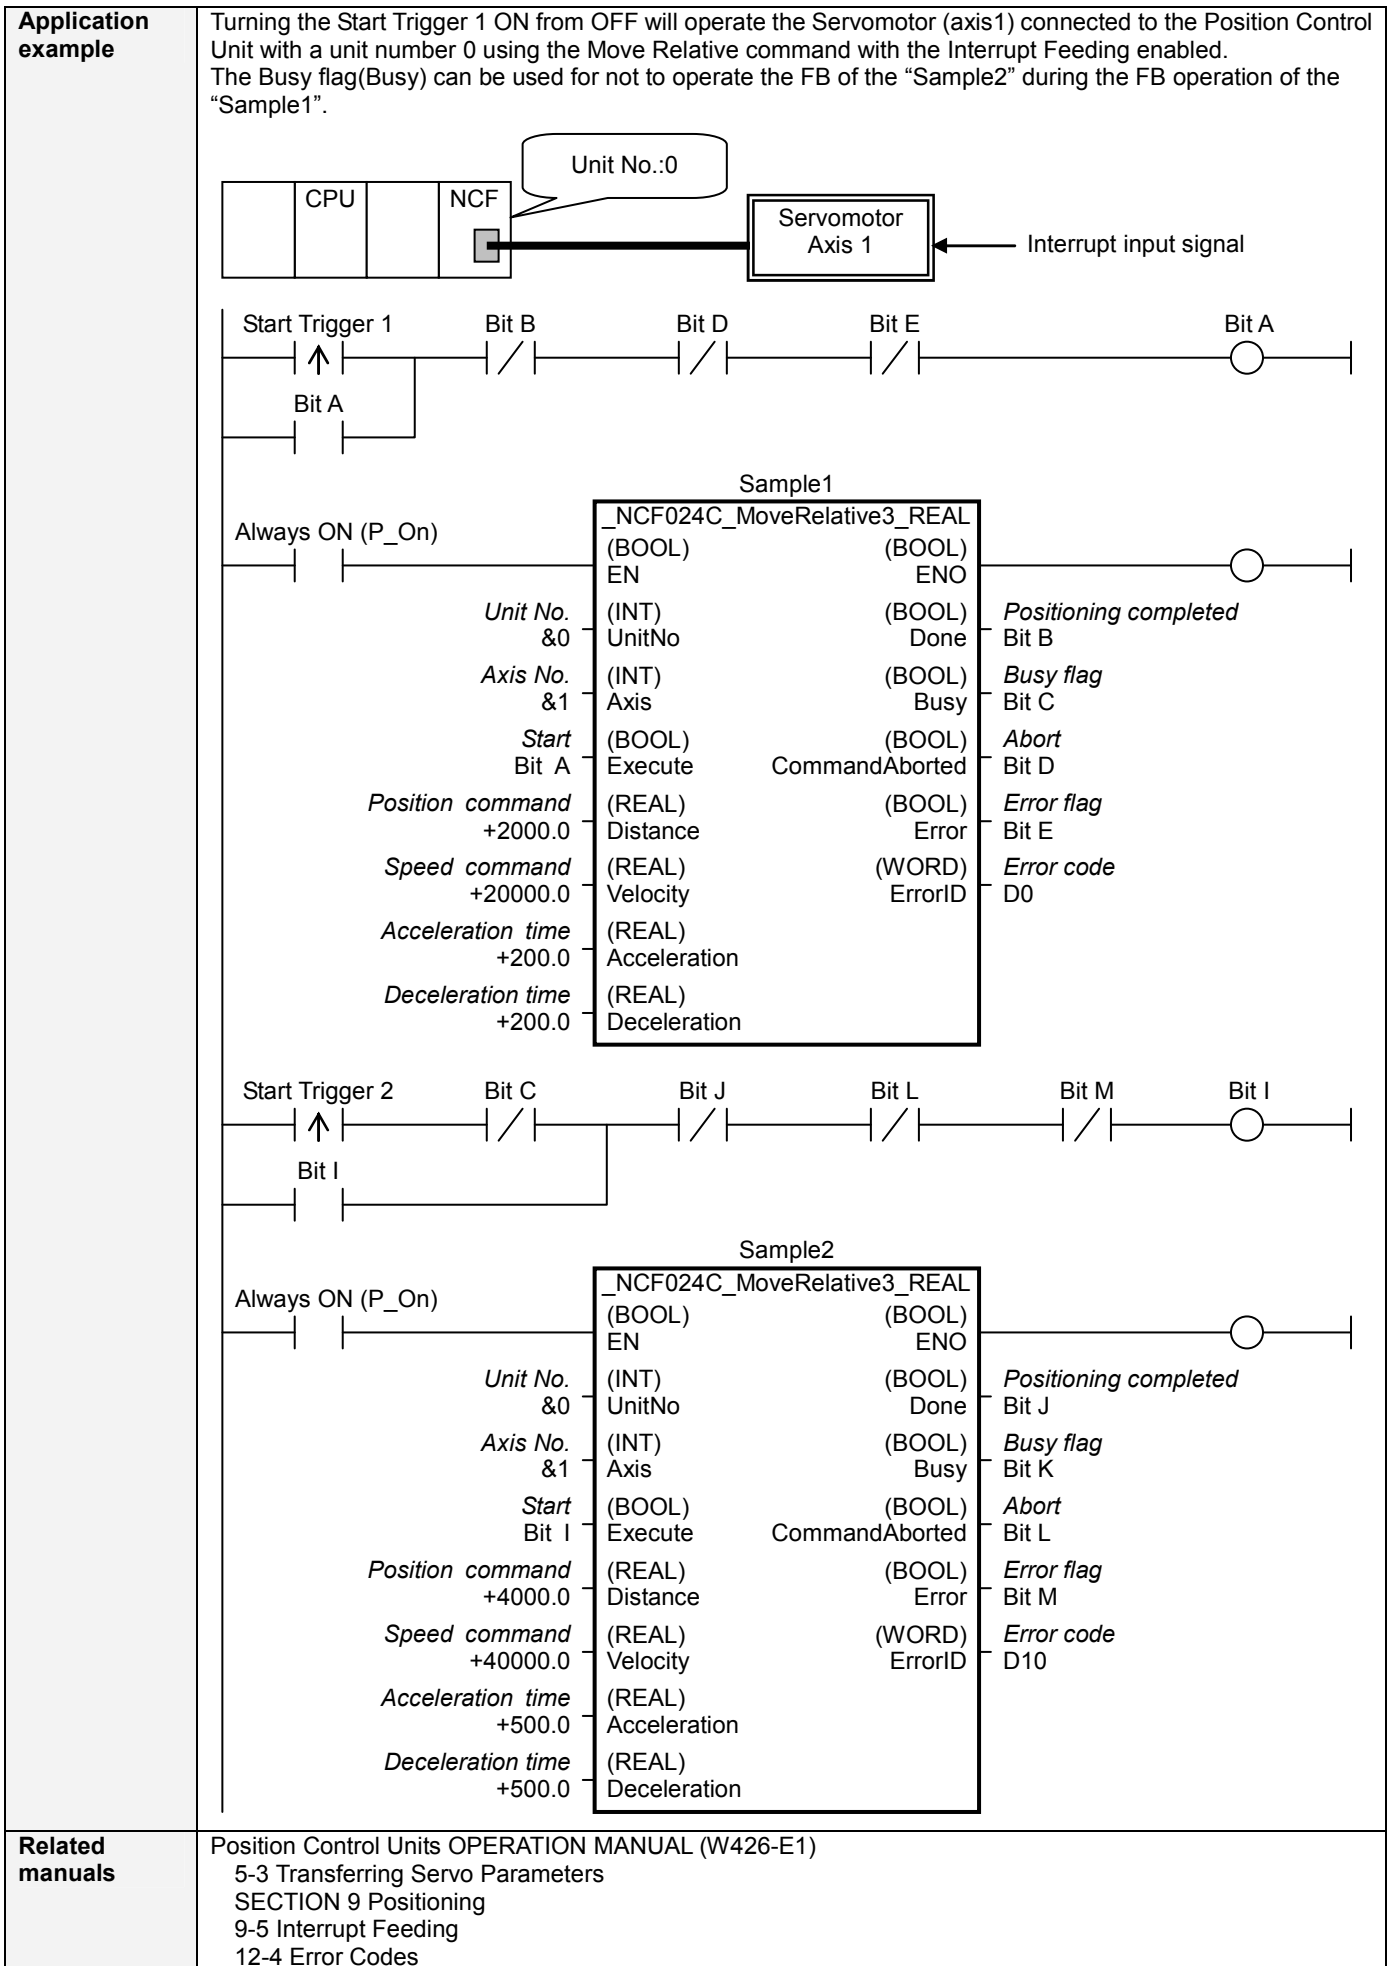 Application example
Turning the Start Trigger 1 ON from OFF will operate the Servomotor (axis1) connected to the Position Control
Unit with a unit number 0 using the Move Relative command with the Interrupt Feeding enabled.
The Busy flag(Busy) can be used for not to operate the FB of the “Sample2” during the FB operation of the
“Sample1”.
Unit No.:0
CPU NCF
Servomotor
Axis 1
Interrupt input signal
Start Trigger 1 Bit B Bit D Bit E Bit A
Bit A
Sample1
_NCF024C_MoveRelative3_REAL
Always ON (P_On)
(BOOL) (BOOL)
EN ENO
Unit No. (INT) (BOOL) Positioning completed
&0 UnitNo Done Bit B
Axis No. (INT) (BOOL) Busy flag
&1 Axis Busy Bit C
Start (BOOL) (BOOL) Abort
Bit A Execute CommandAborted Bit D
Position command (REAL) (BOOL) Error flag
+2000.0 Distance Error Bit E
Speed command (REAL) (WORD) Error code
+20000.0 Velocity ErrorID D0
Acceleration time (REAL)
+200.0 Acceleration
Deceleration time (REAL)
+200.0 Deceleration
Start Trigger 2 Bit C Bit J Bit L Bit M Bit I
Bit I
Sample2
_NCF024C_MoveRelative3_REAL
Always ON (P_On)
(BOOL) (BOOL)
EN ENO
Unit No. (INT) (BOOL) Positioning completed
&0 UnitNo Done Bit J
Axis No. (INT) (BOOL) Busy flag
&1 Axis Busy Bit K
Start (BOOL) (BOOL) Abort
Bit I Execute CommandAborted Bit L
Position command (REAL) (BOOL) Error flag
+4000.0 Distance Error Bit M
Speed command (REAL) (WORD) Error code
+40000.0 Velocity ErrorID D10
Acceleration time (REAL)
+500.0 Acceleration
Deceleration time (REAL)
+500.0 Deceleration
Related manuals
Position Control Units OPERATION MANUAL (W426-E1)
5-3 Transferring Servo Parameters
SECTION 9 Positioning
9-5 Interrupt Feeding
12-4 Error Codes